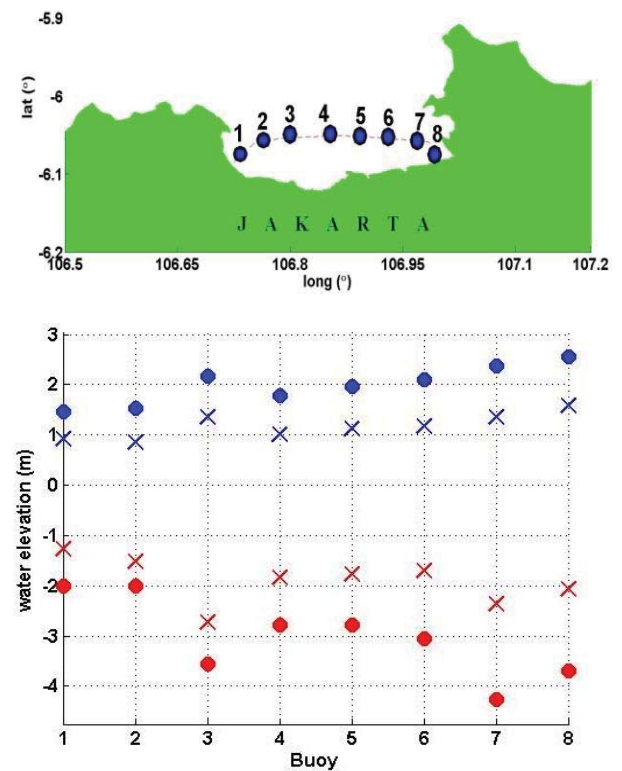 -5.9
-6
-6.1
-6.2
lat (°)
1 2 3 4 5 6 7 8
J A K A R T A
106.5 106.65 106.8 106.95 107.1 107.2
long (°)
3
2
1
0
-1
-2
-3
-4
water elevation (m)
1 2 3 4 5 6 7 8
Buoy